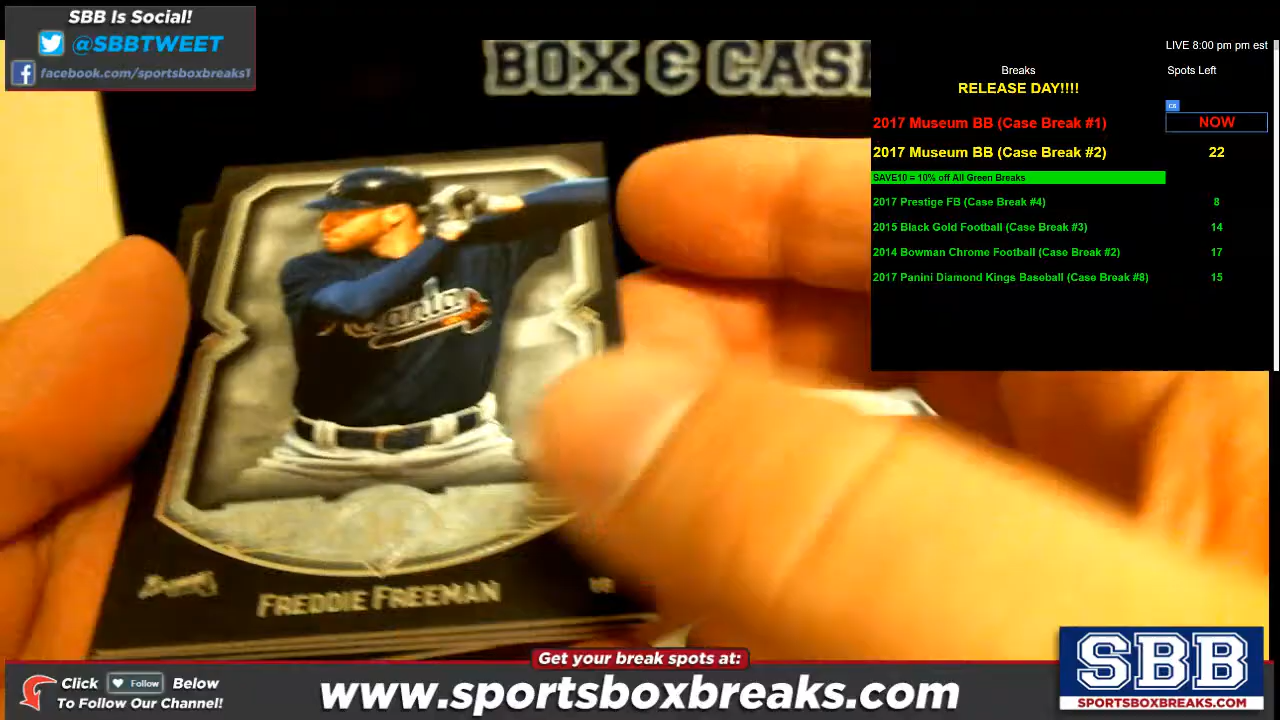 SBB Is Social!
@SBBTWEET
facebook.com/sportsboxbreaks1
BOX & CASE
LIVE 8:00 pm pm est
Breaks
Spots Left
RELEASE DAY!!!!
2017 Museum BB (Case Break #1)
NOW
2017 Museum BB (Case Break #2)
22
SAVE10 = 10% off All Green Breaks
2017 Prestige FB (Case Break #4)
8
2015 Black Gold Football (Case Break #3)
14
2014 Bowman Chrome Football (Case Break #2)
17
2017 Panini Diamond Kings Baseball (Case Break #8)
15
Atlanta
Braves
FREDDIE FREEMAN
Get your break spots at:
Click Follow Below
To Follow Our Channel!
www.sportsboxbreaks.com
SBB
SPORTSBOXBREAKS.COM